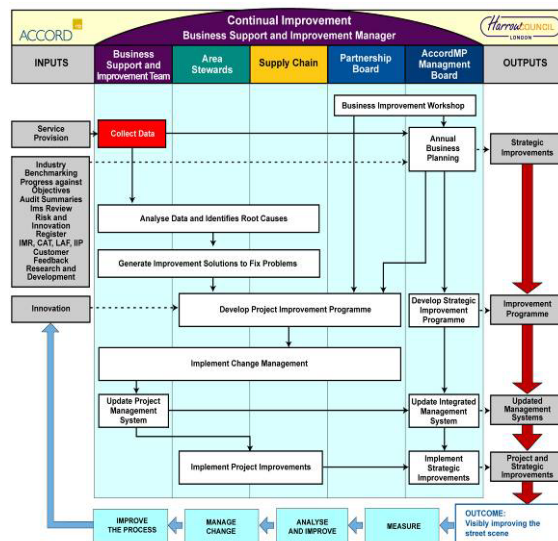 Continual Improvement
Business Support and Improvement Manager
ACCORD
HarrowCOUNCIL
LONDON
INPUTS
Business
Support and
Improvement Team
Area
Stewards
Supply Chain
Partnership
Board
AccordMP
Managment
Board
OUTPUTS
Business Improvement Workshop
Service
Provision
Collect Data
Annual
Business
Planning
Strategic
Improvements
Industry
Benchmarking
Progress against
Objectives
Audit Summaries
Ims Review
Risk and
Innovation
Register
IMR, CAT, LAF, IIP
Customer
Feedback
Research and
Development
Analyse Data and Identifies Root Causes
Generate Improvement Solutions to Fix Problems
Innovation
Develop Project Improvement Programme
Develop Strategic
Improvement
Programme
Improvement
Programme
Implement Change Management
Update Project
Management
System
Update Integrated
Management
System
Updated
Management
Systems
Implement Project Improvements
Implement
Strategic
Improvements
Project and
Strategic
Improvements
IMPROVE
THE PROCESS
MANAGE
CHANGE
ANALYSE
AND IMPROVE
MEASURE
OUTCOME:
Visibly improving the
street scene